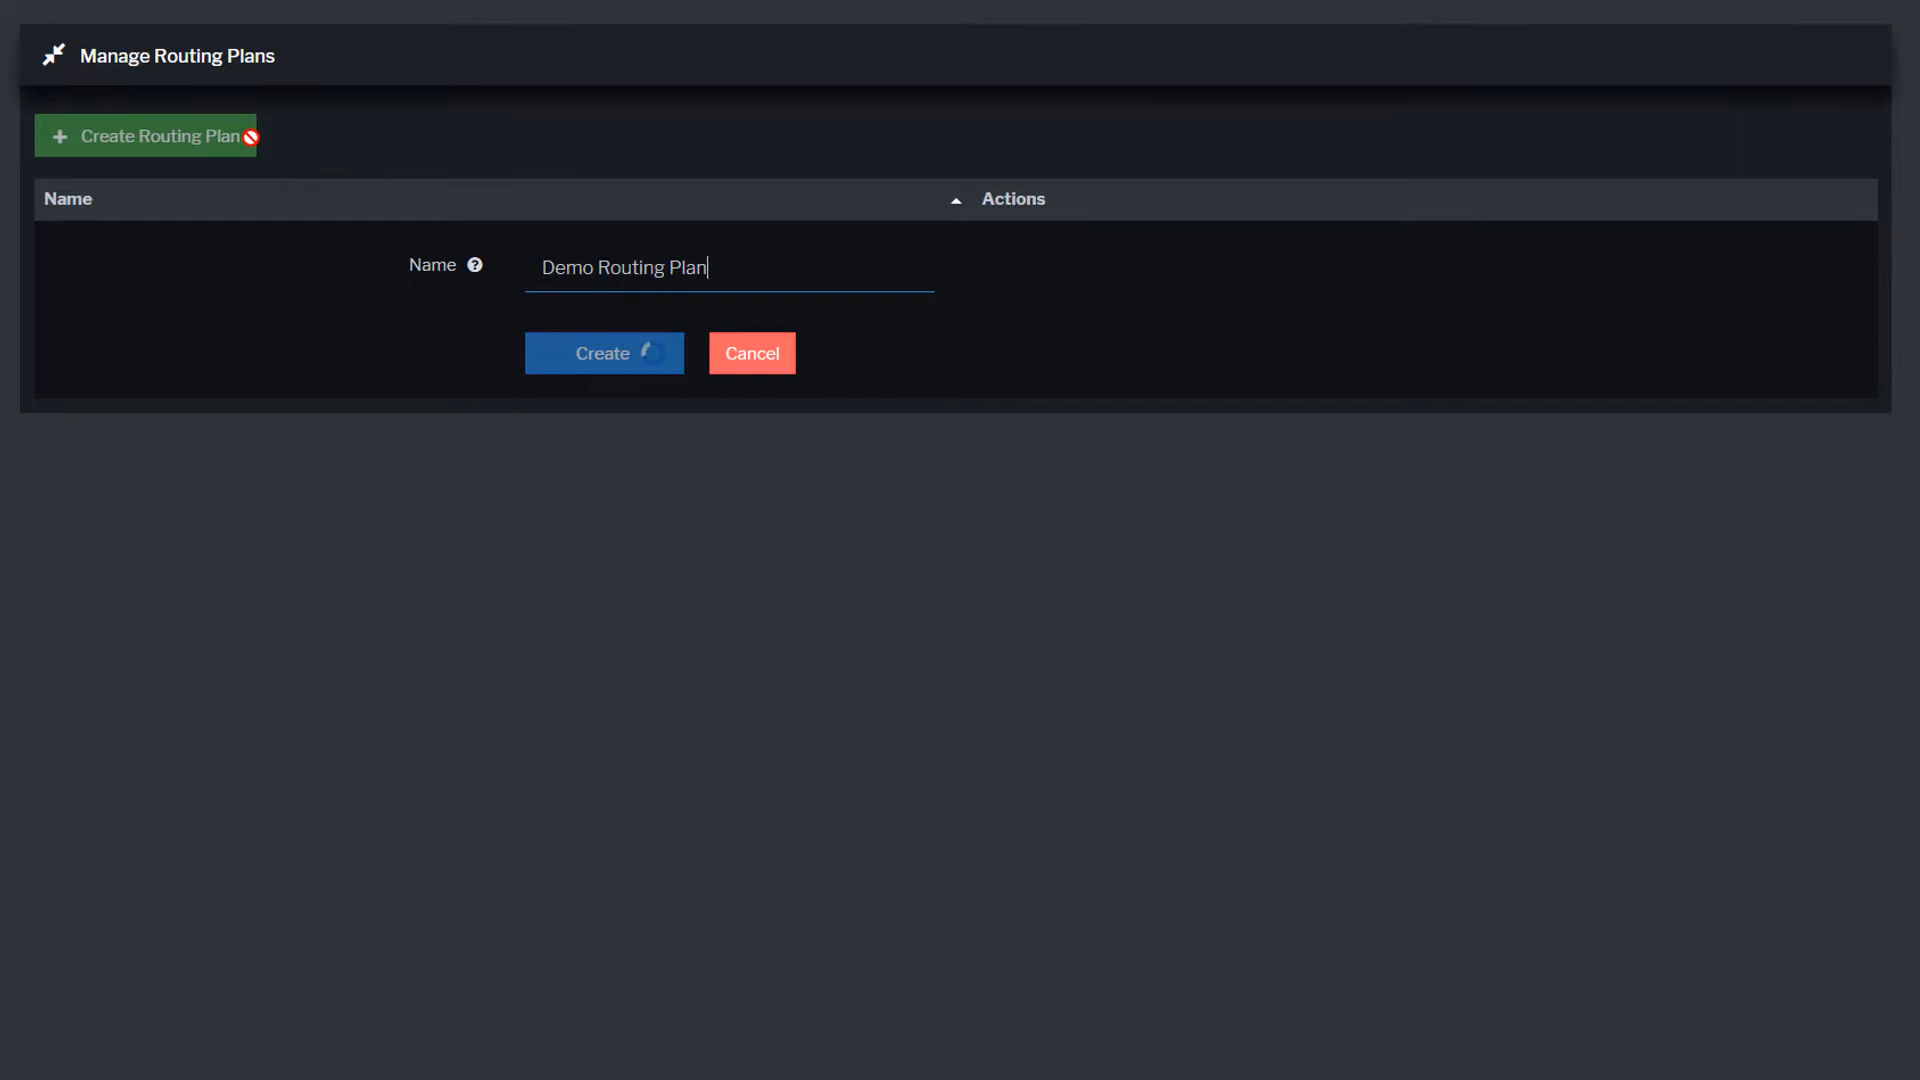 Manage Routing Plans
Create Routing Plan
Name Actions
Name Demo Routing Plan
Create Cancel